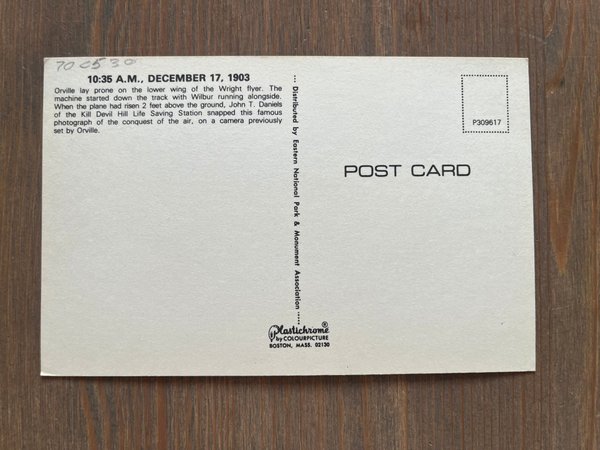 70 0530
10:35 A.M., DECEMBER 17, 1903
Orville lay prone on the lower wing of the Wright flyer. The
machine started down the track with Wilbur running alongside.
When the plane had risen 2 feet above the ground, John T. Daniels
of the Kill Devil Hill Life Saving Station snapped this famous
photograph of the conquest of the air, on a camera previously
set by Orville.
... Distributed by Eastern National Park & Monument Association .....
P309617
POST CARD
Plastichrome®
by COLOURPICTURE
BOSTON, MASS. 02130